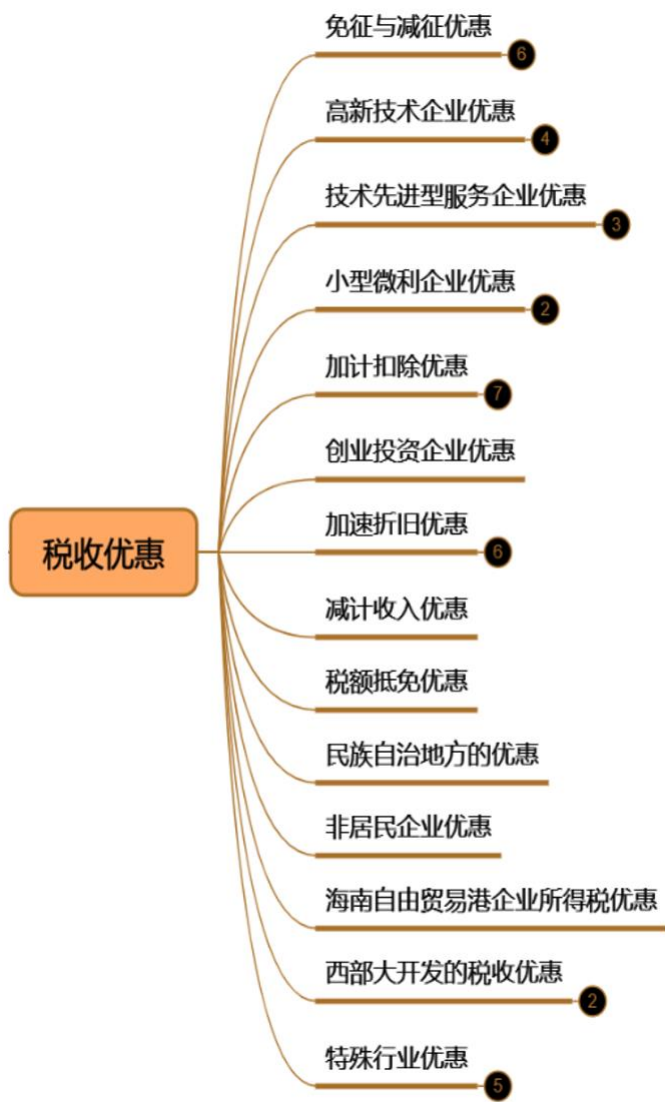 免征与减征优惠
6
高新技术企业优惠
4
技术先进型服务企业优惠
3
小型微利企业优惠
2
加计扣除优惠
7
创业投资企业优惠
税收优惠
加速折旧优惠
6
减计收入优惠
税额抵免优惠
民族自治地方的优惠
非居民企业优惠
海南自由贸易港企业所得税优惠
西部大开发的税收优惠
2
特殊行业优惠
5